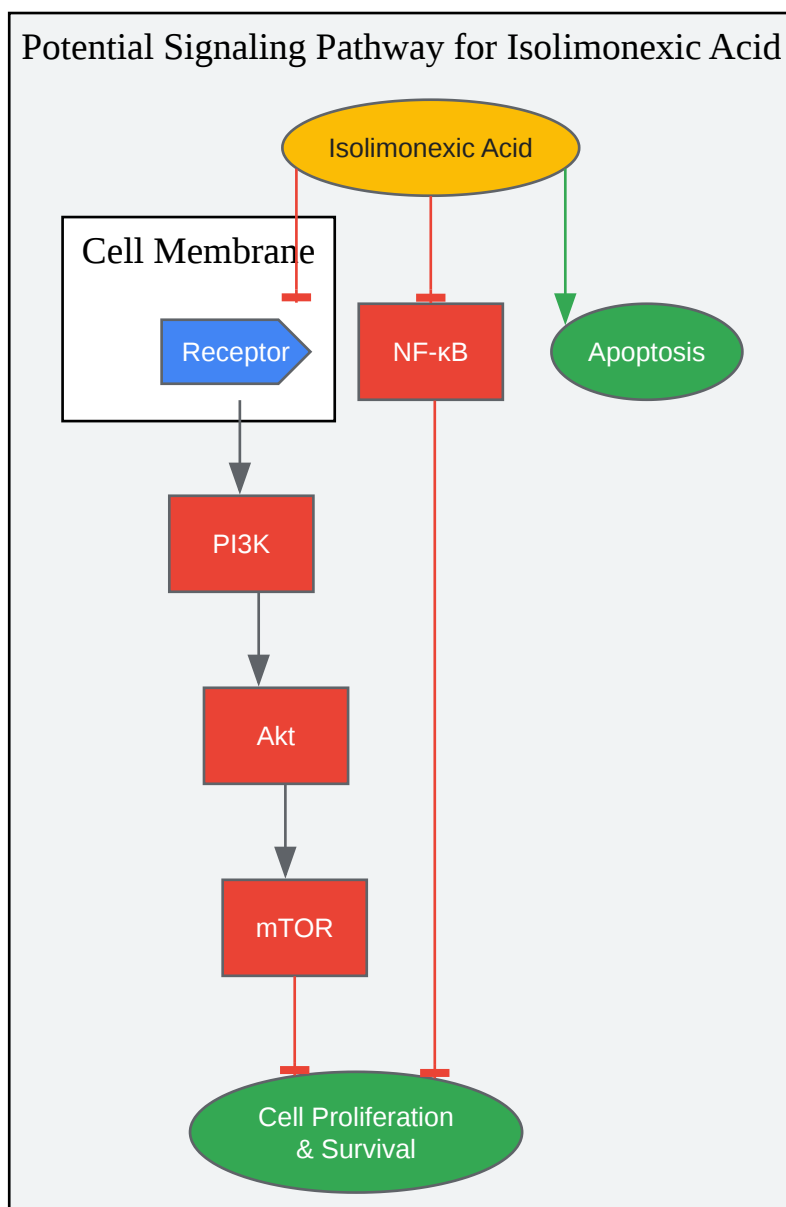 Potential Signaling Pathway for Isolimonexic Acid
Isolimonexic Acid
Cell Membrane
Receptor
NF-κB
Apoptosis
PI3K
Akt
mTOR
Cell Proliferation
& Survival